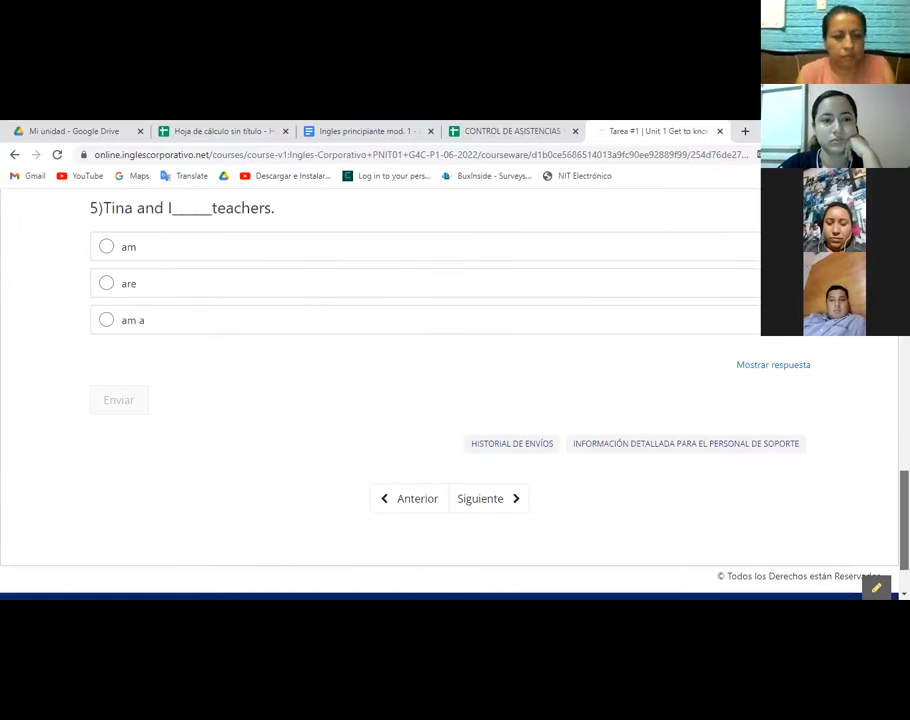 Mi unidad - Google Drive
Hoja de cálculo sin título - H
Ingles principiante mod. 1 -
CONTROL DE ASISTENCIAS
Tarea #1 | Unit 1 Get to kno
online.inglescorporativo.net/courses/course-v1:Ingles-Corporativo+PNIT01+G4C-P1-06-2022/courseware/d1b0ce5686514013a9fc90ee92889f99/254d76de27...
Gmail
YouTube
Maps
Translate
Descargar e Instalar...
Log in to your pers...
BuxInside - Surveys...
NIT Electrónico
5)Tina and I______teachers.
am
are
am a
Mostrar respuesta
Enviar
HISTORIAL DE ENVÍOS
INFORMACIÓN DETALLADA PARA EL PERSONAL DE SOPORTE
Anterior
Siguiente
© Todos los Derechos están